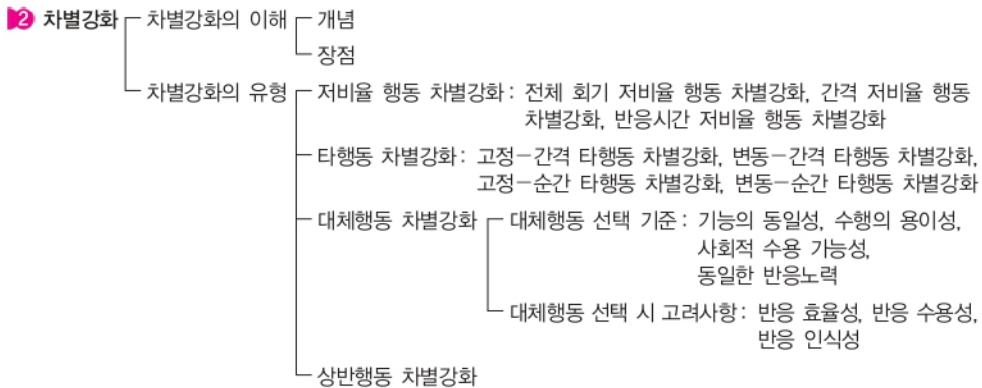 2 차별강화 차별강화의 이해 개념
장점
차별강화의 유형 저비율 행동 차별강화 : 전체 회기 저비율 행동 차별강화, 간격 저비율 행동
차별강화, 반응시간 저비율 행동 차별강화
타행동 차별강화 : 고정-간격 타행동 차별강화, 변동-간격 타행동 차별강화,
고정-순간 타행동 차별강화, 변동-순간 타행동 차별강화
대체행동 차별강화 대체행동 선택 기준 : 기능의 동일성, 수행의 용이성,
사회적 수용 가능성,
동일한 반응노력
대체행동 선택 시 고려사항 : 반응 효율성, 반응 수용성,
반응 인식성
상반행동 차별강화